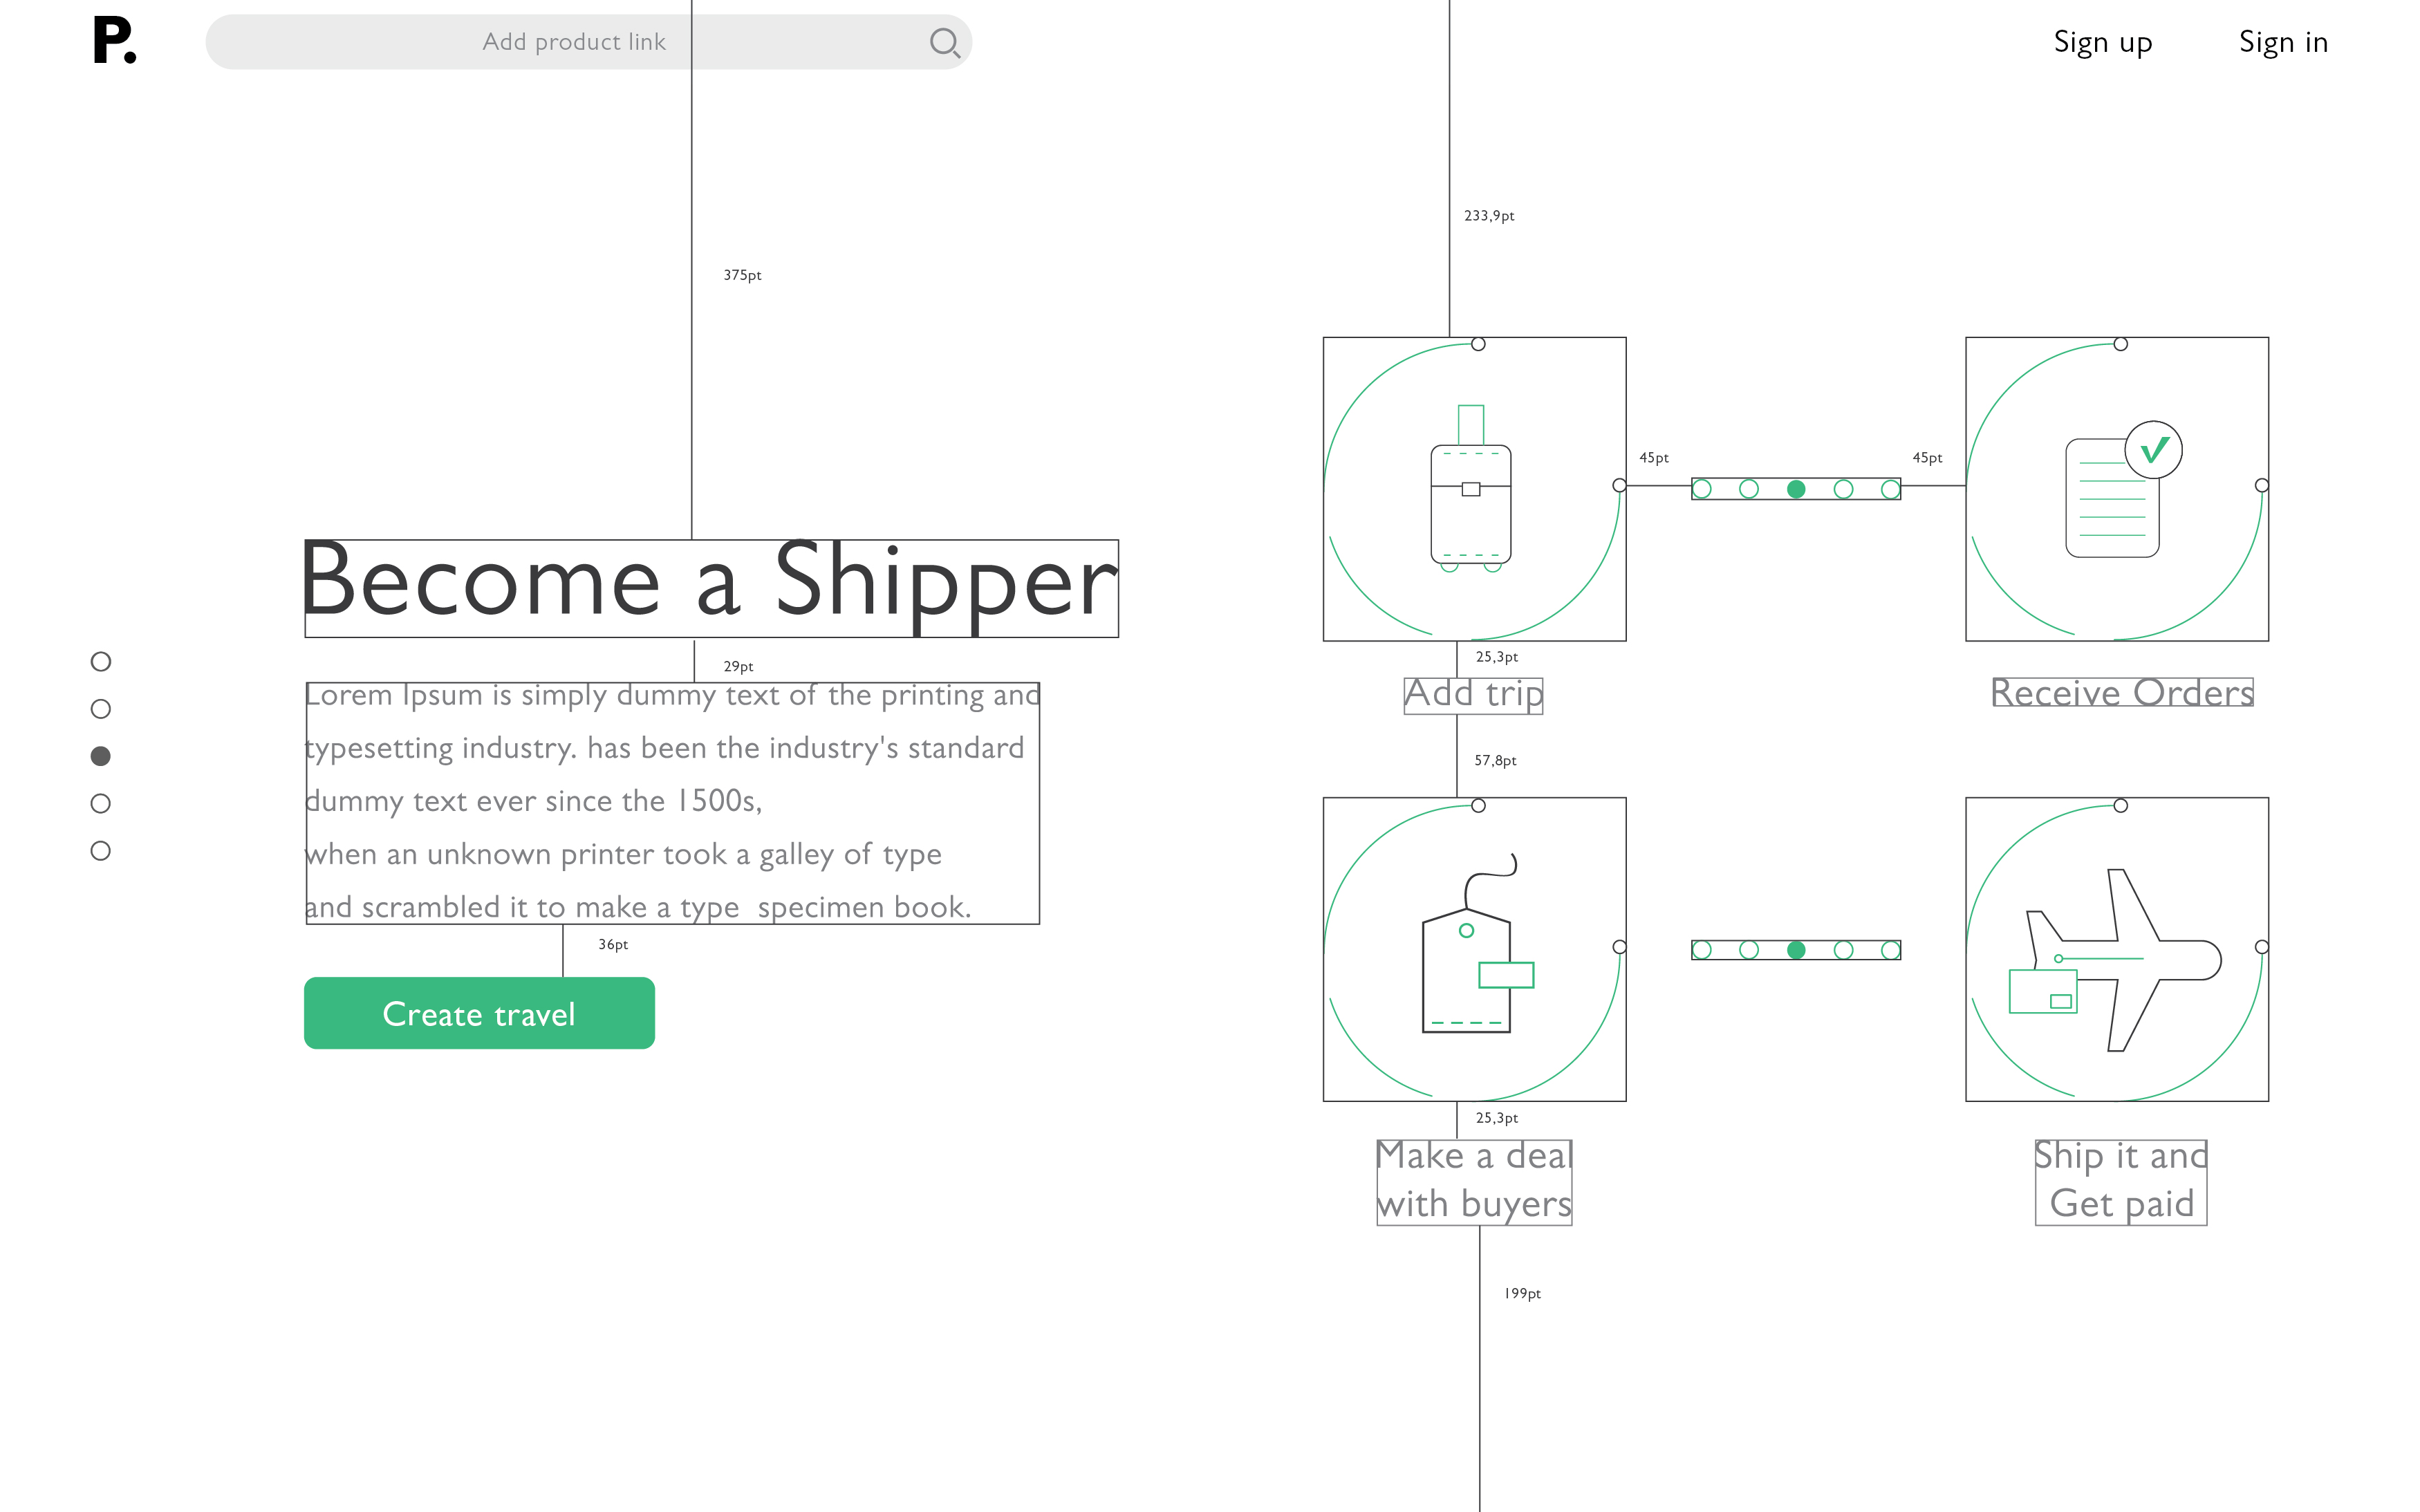 P.
Add product link
Sign up
Sign in
233,9pt
375pt
45pt
45pt
Become a Shipper
29pt
Lorem Ipsum is simply dummy text of the printing and
typesetting industry. has been the industry's standard
dummy text ever since the 1500s,
when an unknown printer took a galley of type
and scrambled it to make a type specimen book.
36pt
Create travel
25,3pt
Add trip
Receive Orders
57,8pt
25,3pt
Make a deal
with buyers
Ship it and
Get paid
199pt